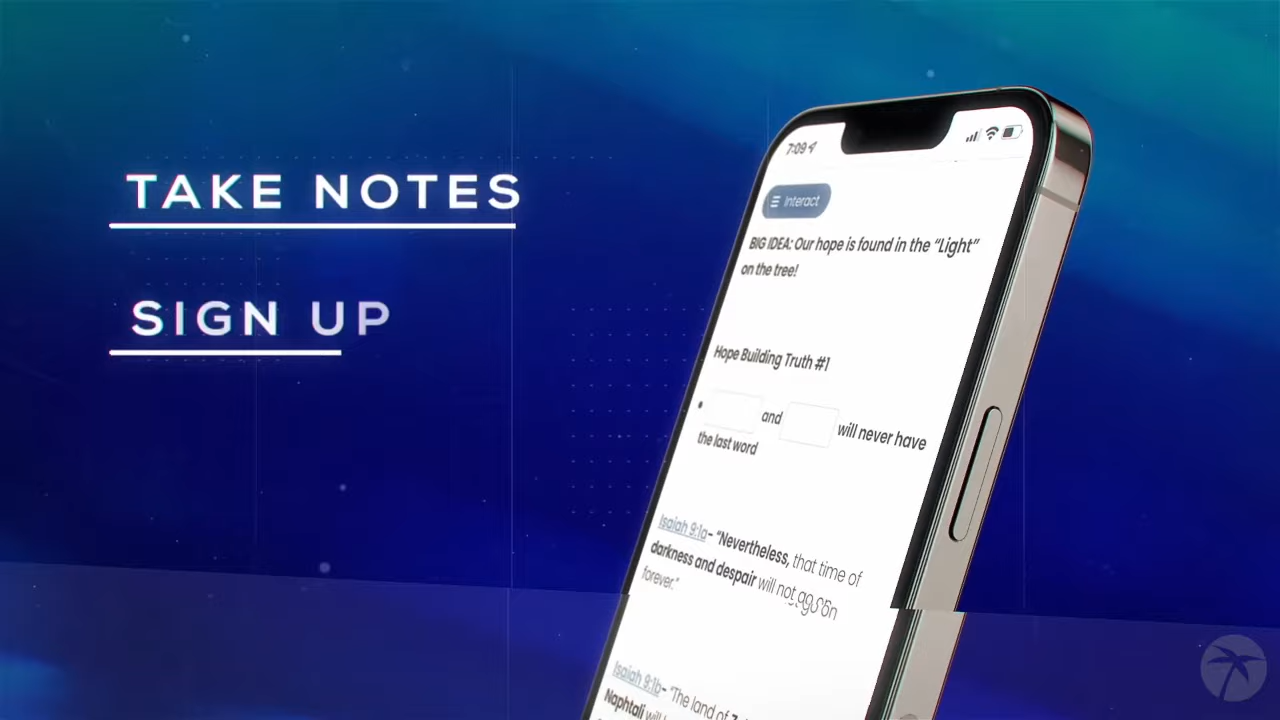 TAKE NOTES
SIGN UP
7:09
Interact
BIG IDEA: Our hope is found in the “Light”
on the tree!
Hope Building Truth #1
• and will never have
the last word
Isaiah 9:1a– “Nevertheless, that time of
darkness and despair will not go on
forever.”
Isaiah 9:1b– “The land of
Naphtali will